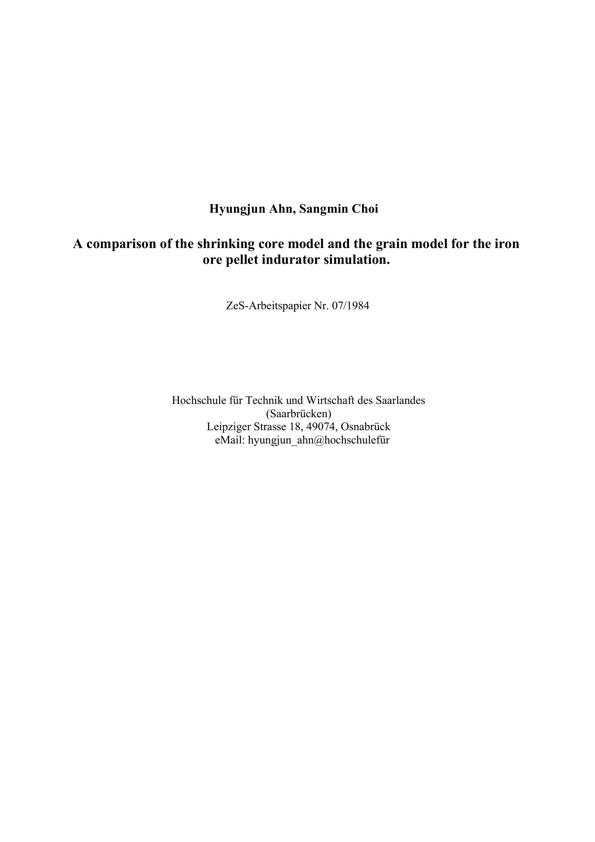 Hyungjun Ahn, Sangmin Choi
A comparison of the shrinking core model and the grain model for the iron
ore pellet indurator simulation.
ZeS-Arbeitspapier Nr. 07/1984
Hochschule für Technik und Wirtschaft des Saarlandes
(Saarbrücken)
Leipziger Strasse 18, 49074, Osnabrück
eMail: hyungjun_ahn@hochschulefür